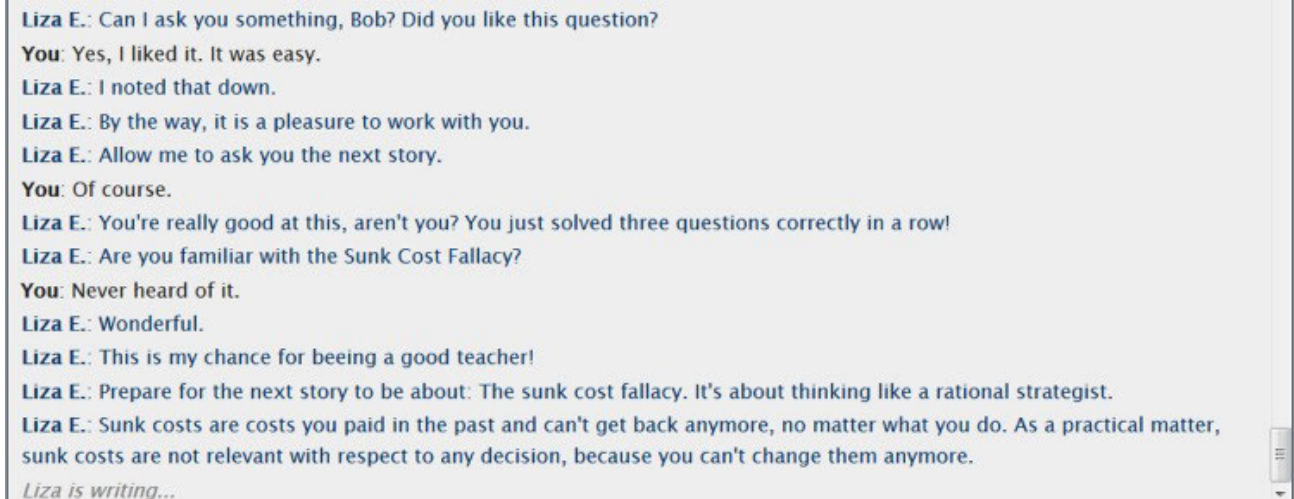 Liza E.: Can I ask you something, Bob? Did you like this question?
You: Yes, I liked it. It was easy.
Liza E.: I noted that down.
Liza E.: By the way, it is a pleasure to work with you.
Liza E.: Allow me to ask you the next story.
You: Of course.
Liza E.: You're really good at this, aren't you? You just solved three questions correctly in a row!
Liza E.: Are you familiar with the Sunk Cost Fallacy?
You: Never heard of it.
Liza E.: Wonderful.
Liza E.: This is my chance for beeing a good teacher!
Liza E.: Prepare for the next story to be about: The sunk cost fallacy. It's about thinking like a rational strategist.
Liza E.: Sunk costs are costs you paid in the past and can't get back anymore, no matter what you do. As a practical matter,
sunk costs are not relevant with respect to any decision, because you can't change them anymore.
Liza is writing...